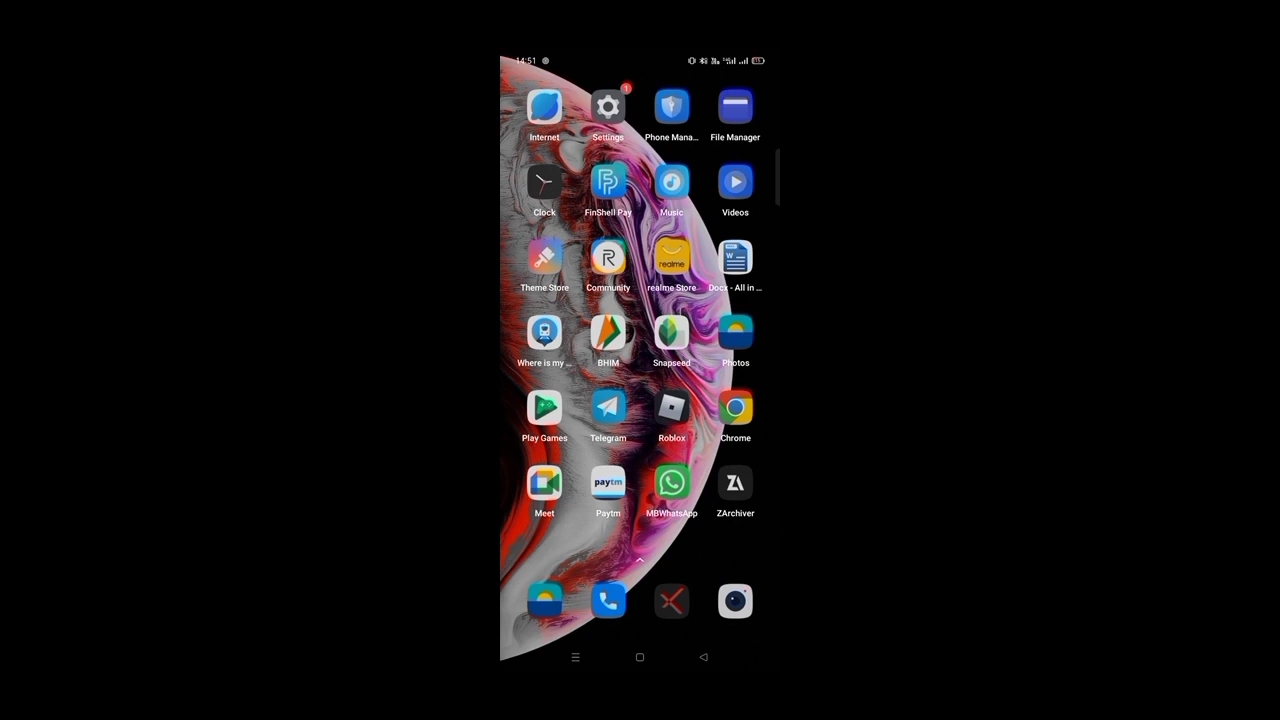 14:51
1
Internet Settings Phone Mana... File Manager
Clock FinShell Pay Music Videos
realme
Theme Store Community realme Store Docx - All in ...
Where is my ... BHIM Snapseed Photos
Play Games Telegram Roblox Chrome
paytm
Meet Paytm MBWhatsApp ZArchiver